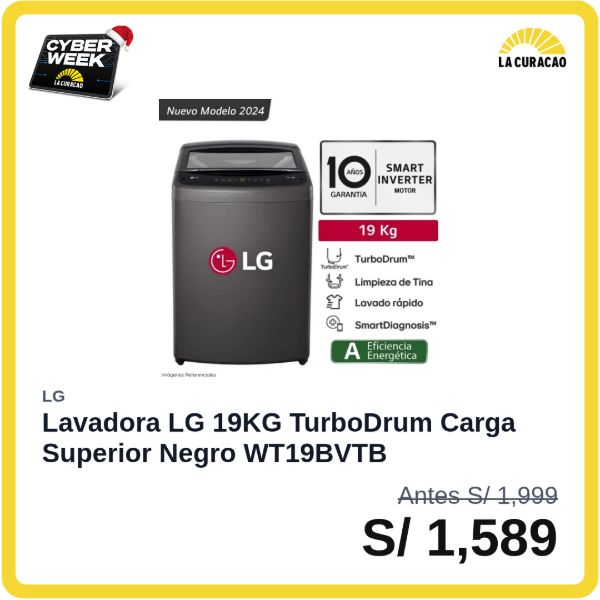 CYBER
WEEK
LA CURACAO
LA CURACAO
Nuevo Modelo 2024
10
AÑOS
GARANTÍA
SMART
INVERTER
MOTOR
19 Kg
LG
TurboDrum™
TurboDrum™
Limpieza de Tina
Lavado rápido
SmartDiagnosis™
A Eficiencia
Energética
Imágenes Referenciales
LG
Lavadora LG 19KG TurboDrum Carga
Superior Negro WT19BVTB
Antes S/ 1,999
S/ 1,589